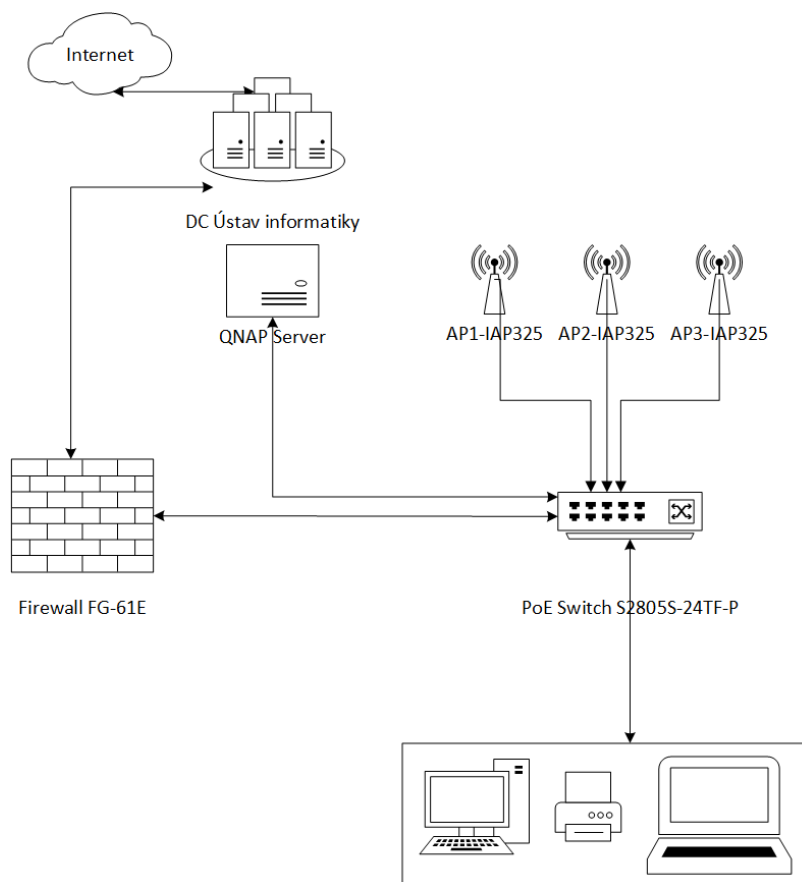 Internet
DC Ústav informatiky
QNAP Server
AP1-IAP325
AP2-IAP325
AP3-IAP325
Firewall FG-61E
PoE Switch S2805S-24TF-P